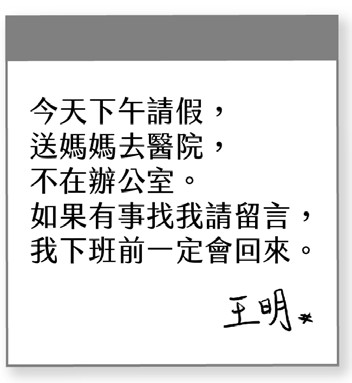 今天下午請假，
送媽媽去醫院，
不在辦公室。
如果有事找我請留言，
我下班前一定會回來。
王明